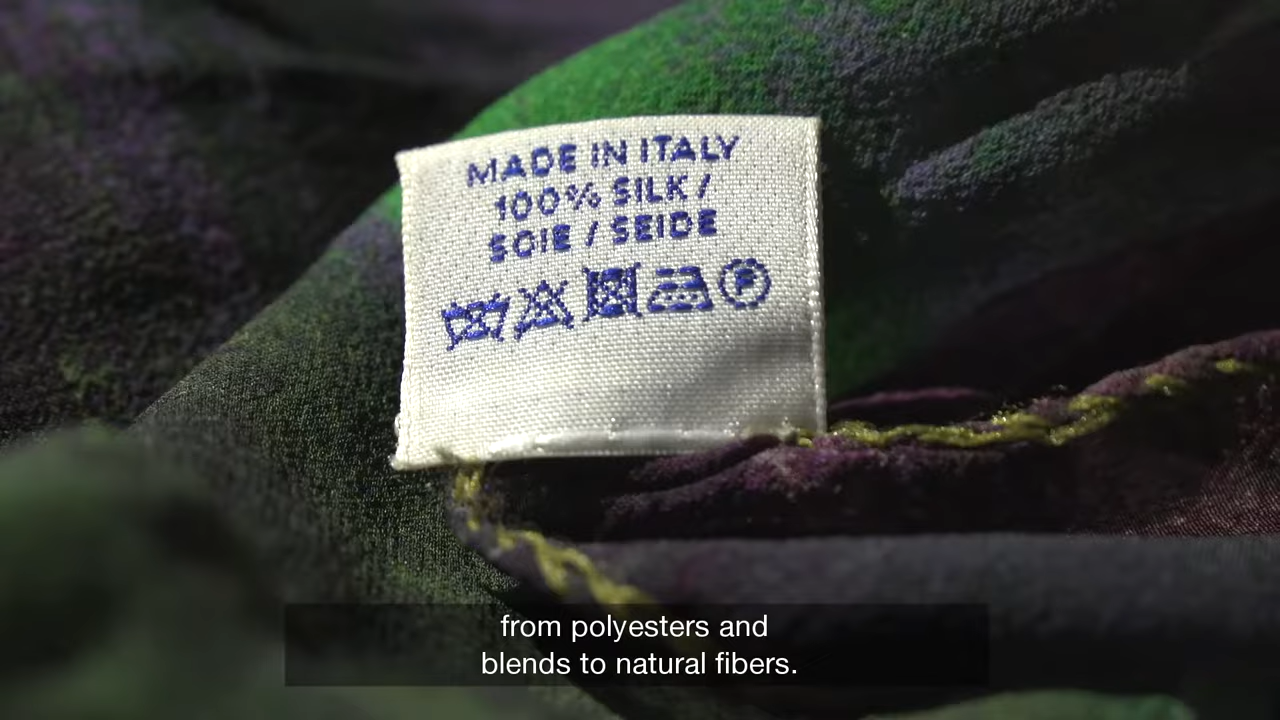 MADE IN ITALY
100% SILK /
SOIE / SEIDE
P
from polyesters and
blends to natural fibers.